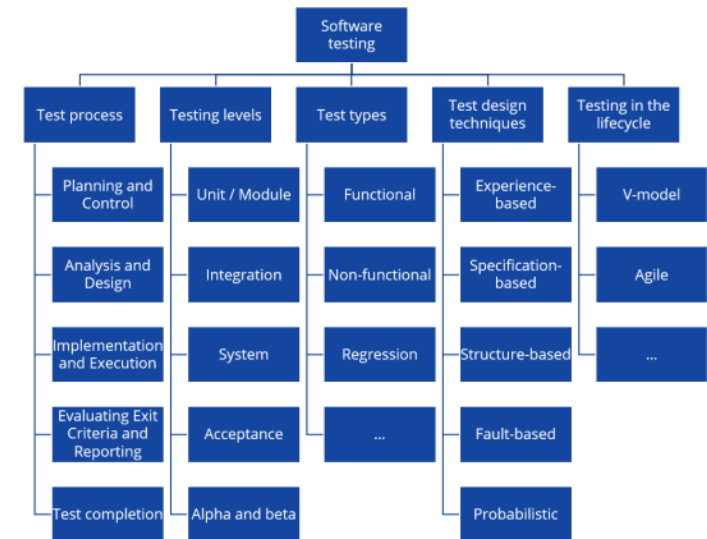 Software
testing
Test process
Testing levels
Test types
Test design
techniques
Testing in the
lifecycle
Planning and
Control
Unit / Module
Functional
Experience-
based
V-model
Analysis and
Design
Integration
Non-functional
Specification-
based
Agile
Implementation
and Execution
System
Regression
Structure-based
...
Evaluating Exit
Criteria and
Reporting
Acceptance
...
Fault-based
Test completion
Alpha and beta
Probabilistic